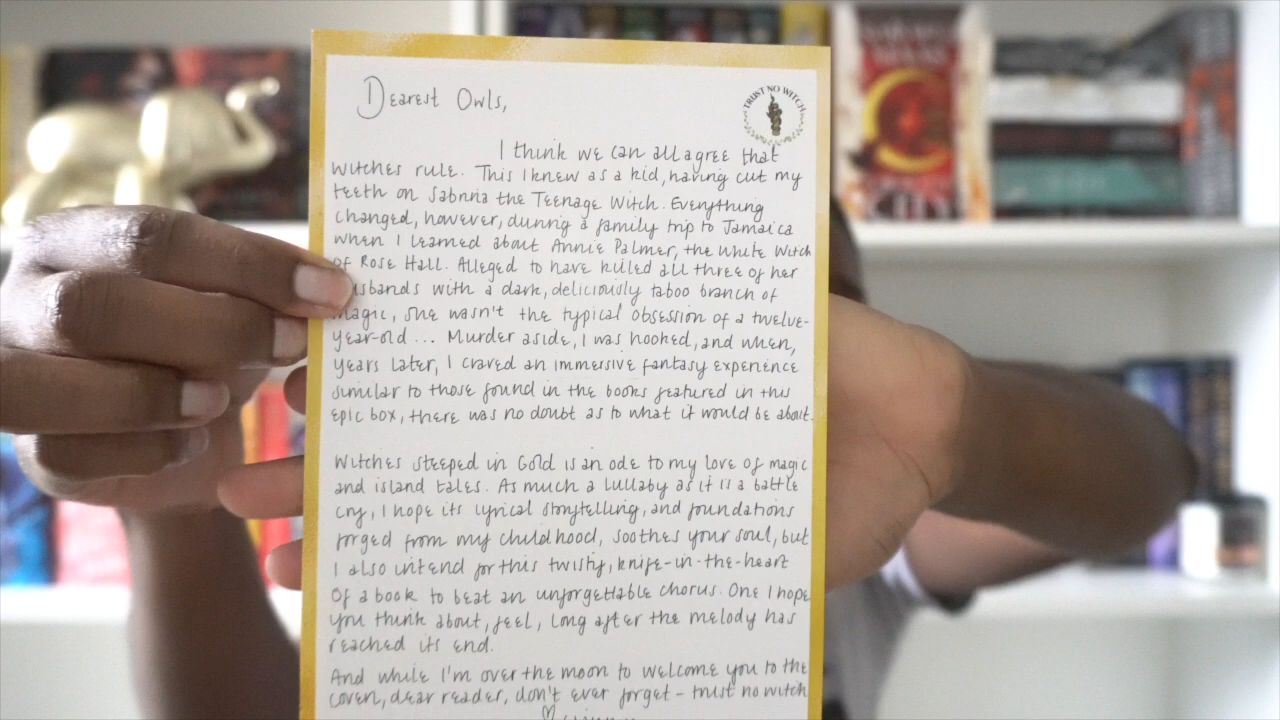 Dearest Owls,
TRUST NO WITCH
I think we can all agree that
witches rule. This I knew as a kid, having cut my
teeth on Sabrina the Teenage Witch. Everything
changed, however, during a family trip to Jamaica
when I learned about Annie Palmer, the White Witch
of Rose Hall. Alleged to have killed all three of her
husbands with a dark, deliciously taboo branch of
magic, she wasn't the typical obsession of a twelve-
year-old ... Murder aside, I was hooked, and when,
years later, I craved an immersive fantasy experience
similar to those found in the books featured in this
epic box, there was no doubt as to what it would be about.
Witches Steeped in Gold is an ode to my love of magic
and island tales. As much a lullaby as it is a battle
cry, I hope its lyrical storytelling, and foundations
forged from my childhood, soothes your soul, but
I also intend for this twisty, knife-in-the-heart
of a book to beat an unforgettable chorus. One I hope
you think about, feel, long after the melody has
reached its end.
And while I'm over the moon to welcome you to the
coven, dear reader, don't ever forget - trust no witch